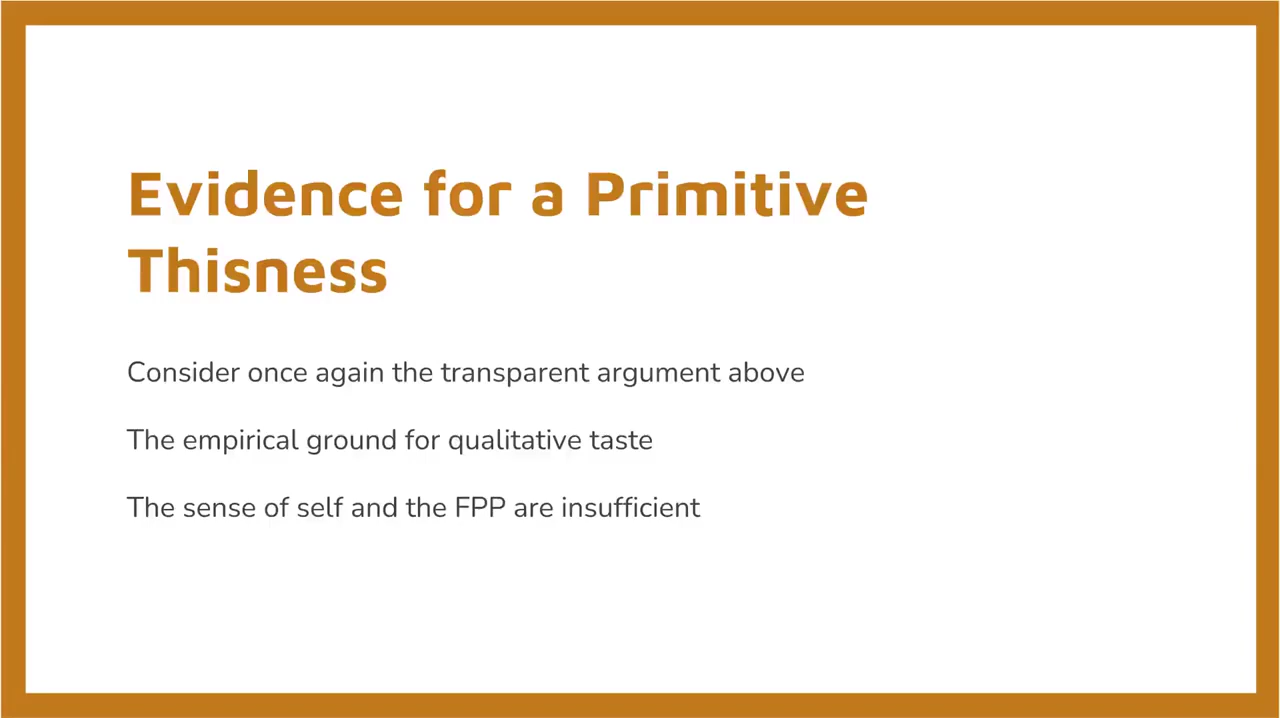 Evidence for a Primitive
Thisness
Consider once again the transparent argument above
The empirical ground for qualitative taste
The sense of self and the FPP are insufficient